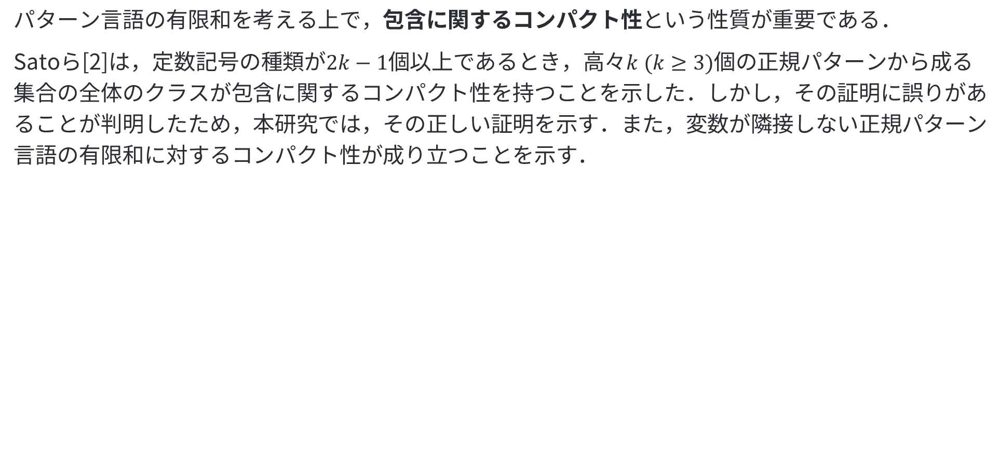 パターン言語の有限和を考える上で，包含に関するコンパクト性という性質が重要である．
Satoら[2]は，定数記号の種類が2k − 1個以上であるとき，高々k (k ≥ 3)個の正規パターンから成る
集合の全体のクラスが包含に関するコンパクト性を持つことを示した．しかし，その証明に誤りがあ
ることが判明したため，本研究では，その正しい証明を示す．また，変数が隣接しない正規パターン
言語の有限和に対するコンパクト性が成り立つことを示す．